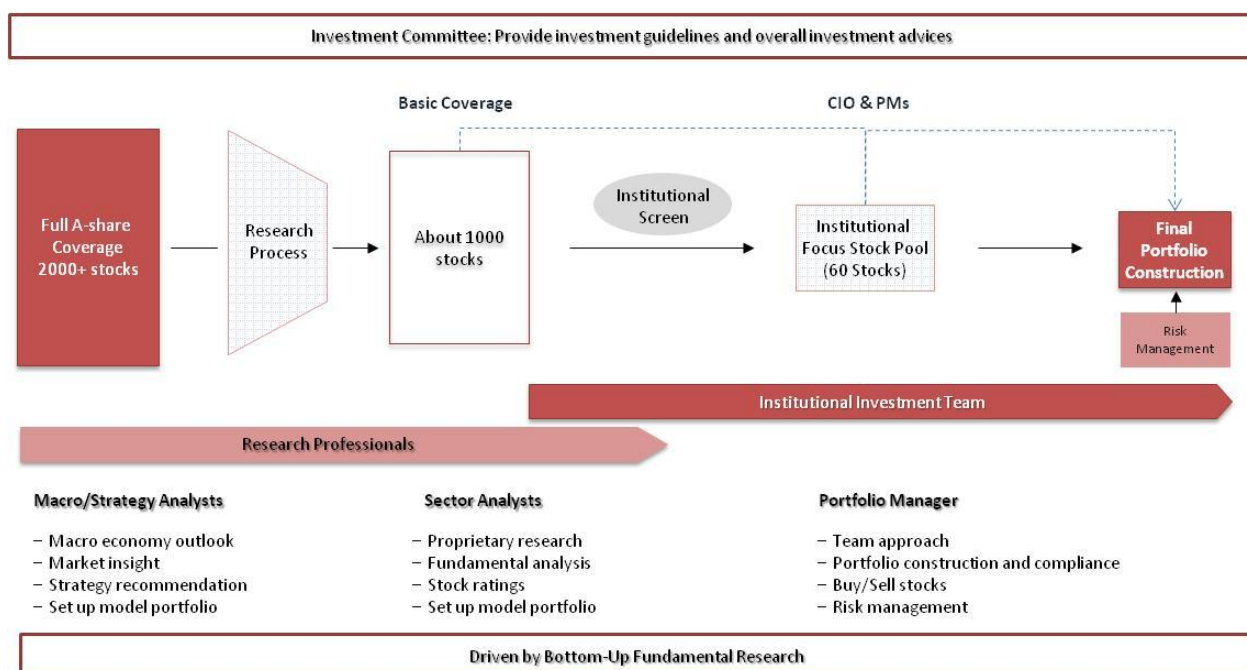 Investment Committee: Provide investment guidelines and overall investment advices
Basic Coverage
CIO & PMs
Full A-share
Coverage
2000+ stocks
Research
Process
About 1000
stocks
Institutional
Screen
Institutional
Focus Stock Pool
(60 Stocks)
Final
Portfolio
Construction
Risk
Management
Institutional Investment Team
Research Professionals
Macro/Strategy Analysts
– Macro economy outlook
– Market insight
– Strategy recommendation
– Set up model portfolio
Sector Analysts
– Proprietary research
– Fundamental analysis
– Stock ratings
– Set up model portfolio
Portfolio Manager
– Team approach
– Portfolio construction and compliance
– Buy/Sell stocks
– Risk management
Driven by Bottom-Up Fundamental Research